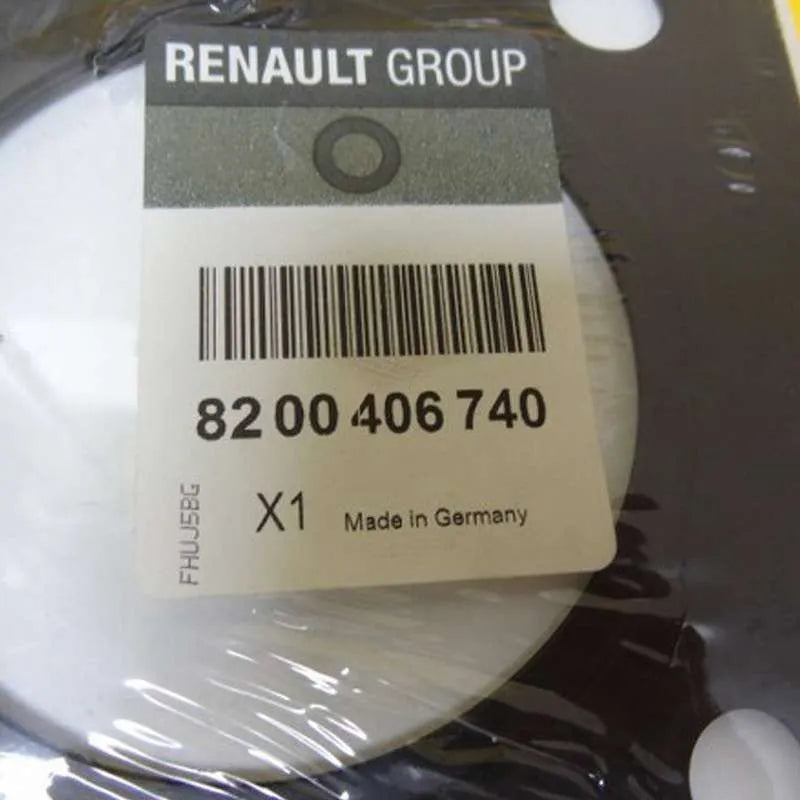 RENAULT GROUP
82 00 406 740
X1 Made in Germany
FHUJ5BG